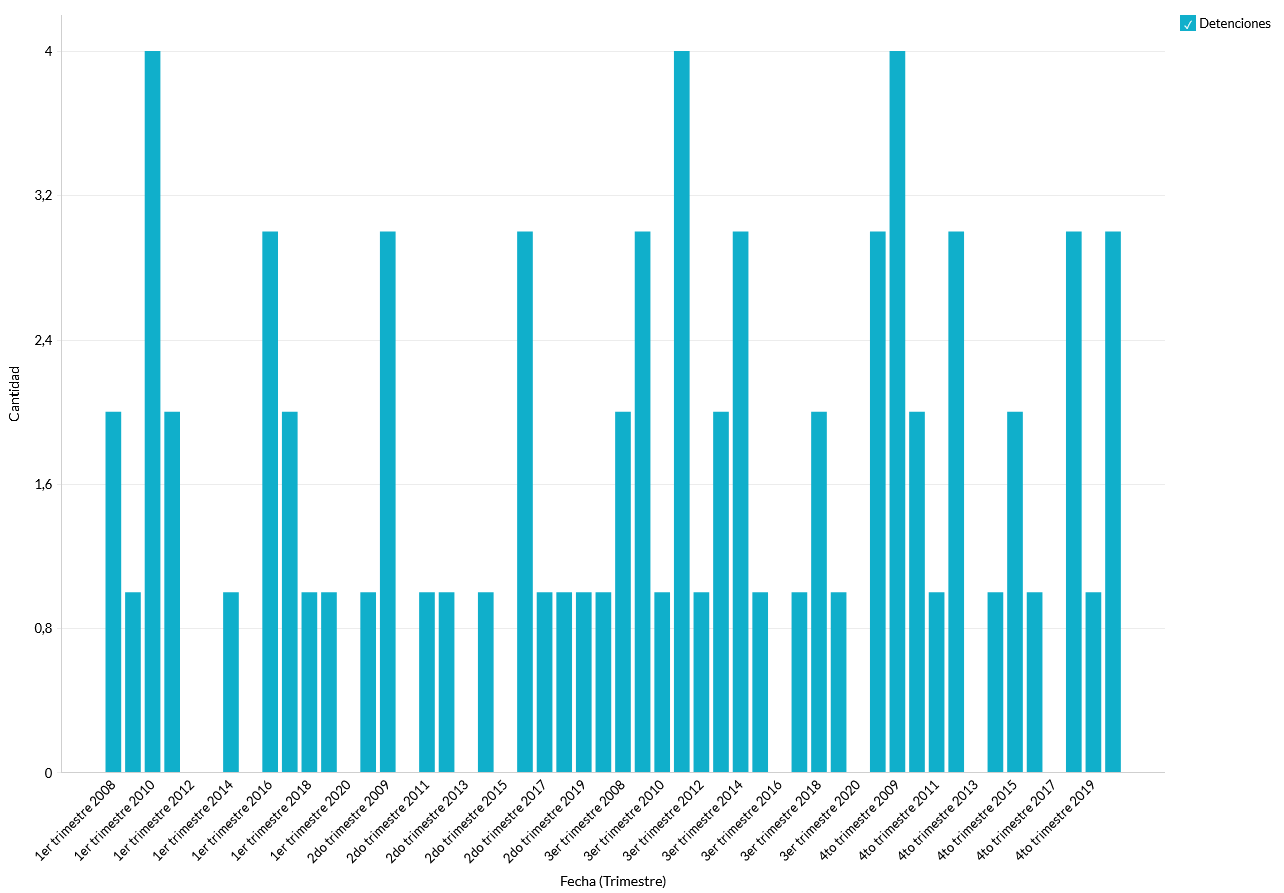 Detenciones
4
3,2
2,4
1,6
0,8
0
Cantidad
1er trimestre 2008
1er trimestre 2010
1er trimestre 2012
1er trimestre 2014
1er trimestre 2016
1er trimestre 2018
1er trimestre 2020
2do trimestre 2009
2do trimestre 2011
2do trimestre 2013
2do trimestre 2015
2do trimestre 2017
2do trimestre 2019
3er trimestre 2008
3er trimestre 2010
3er trimestre 2012
3er trimestre 2014
3er trimestre 2016
3er trimestre 2018
3er trimestre 2020
4to trimestre 2009
4to trimestre 2011
4to trimestre 2013
4to trimestre 2015
4to trimestre 2017
4to trimestre 2019
Fecha (Trimestre)